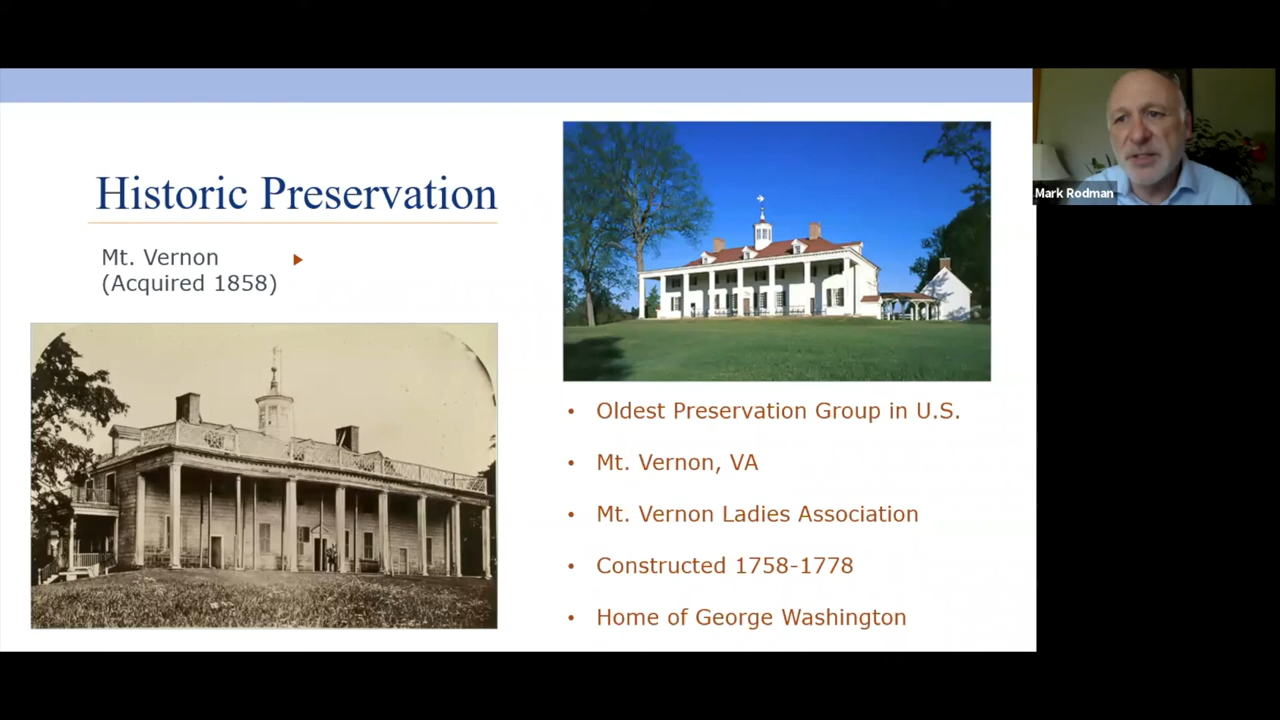 Historic Preservation
Mt. Vernon
(Acquired 1858)
• Oldest Preservation Group in U.S.
• Mt. Vernon, VA
• Mt. Vernon Ladies Association
• Constructed 1758-1778
• Home of George Washington
Mark Rodman